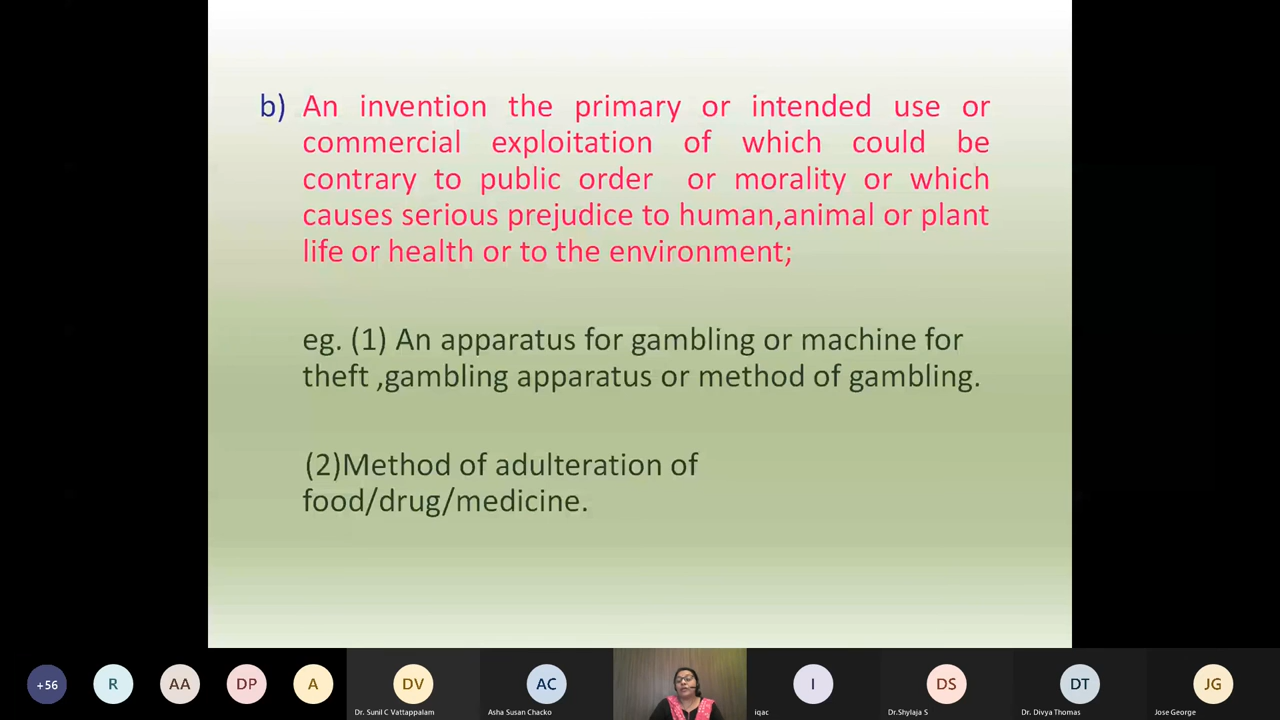 b) An invention the primary or intended use or
commercial exploitation of which could be
contrary to public order or morality or which
causes serious prejudice to human,animal or plant
life or health or to the environment;
eg. (1) An apparatus for gambling or machine for
theft ,gambling apparatus or method of gambling.
(2)Method of adulteration of
food/drug/medicine.
+56 R AA DP A DV AC I DS DT JG
Dr. Sunil C Vattappalam Asha Susan Chacko iqac Dr.Shylaja S Dr. Divya Thomas Jose George